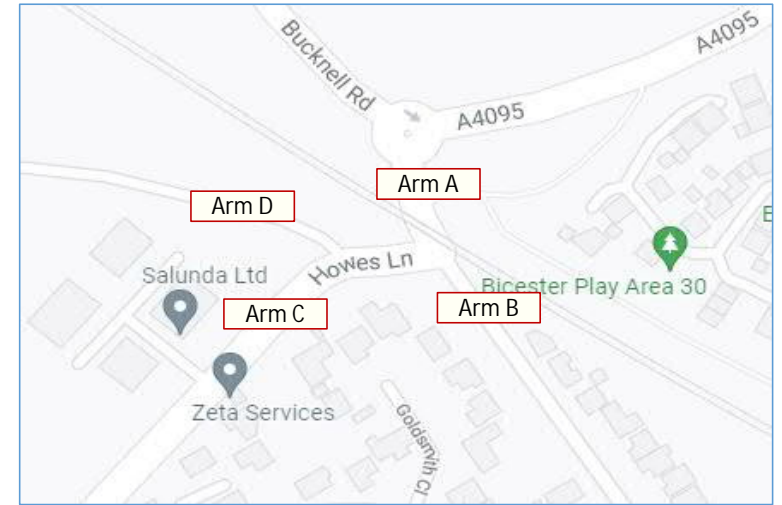 A4095
Bucknell Rd
A4095
Arm A
Arm D
E
Howes Ln
Salunda Ltd
Bicester Play Area 30
Arm C
Arm B
Zeta Services
Goldsmith Cl